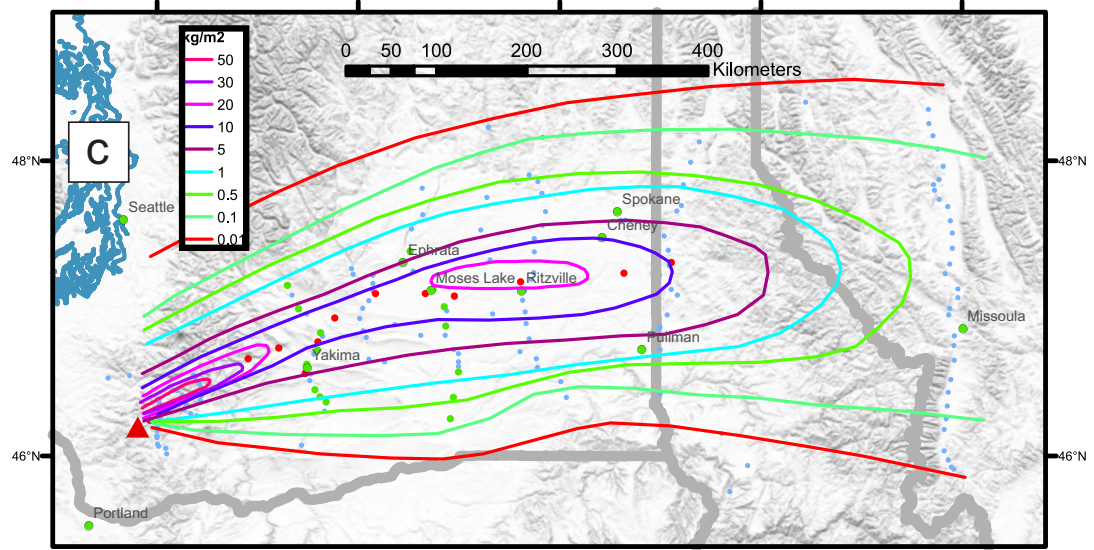 kg/m2
50
30
20
10
5
1
0.5
0.1
0.01
0 50 100 200 300 400
Kilometers
C
48°N
48°N
Seattle
Spokane
Cheney
Ephrata
Moses Lake
Ritzville
Missoula
Pullman
Yakima
46°N
46°N
Portland